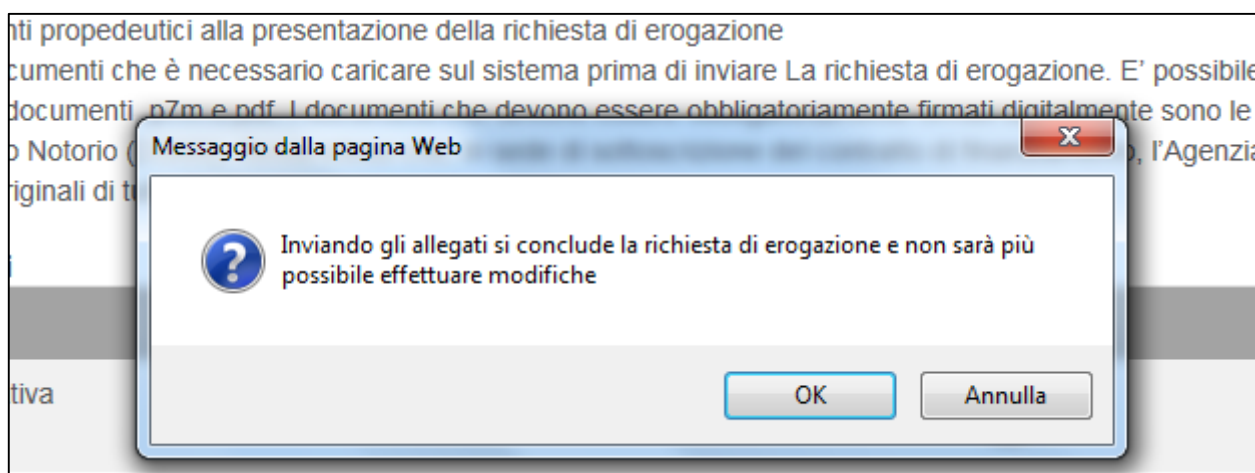 nti propedeutici alla presentazione della richiesta di erogazione
cumenti che è necessario caricare sul sistema prima di inviare La richiesta di erogazione. E' possibile
documenti .p7m e pdf. I documenti che devono essere obbligatoriamente firmati digitalmente sono le
o Notorio (
Messaggio dalla pagina Web
, l'Agenzia
riginali di tu
Inviando gli allegati si conclude la richiesta di erogazione e non sarà più
possibile effettuare modifiche
i
tiva
OK Annulla